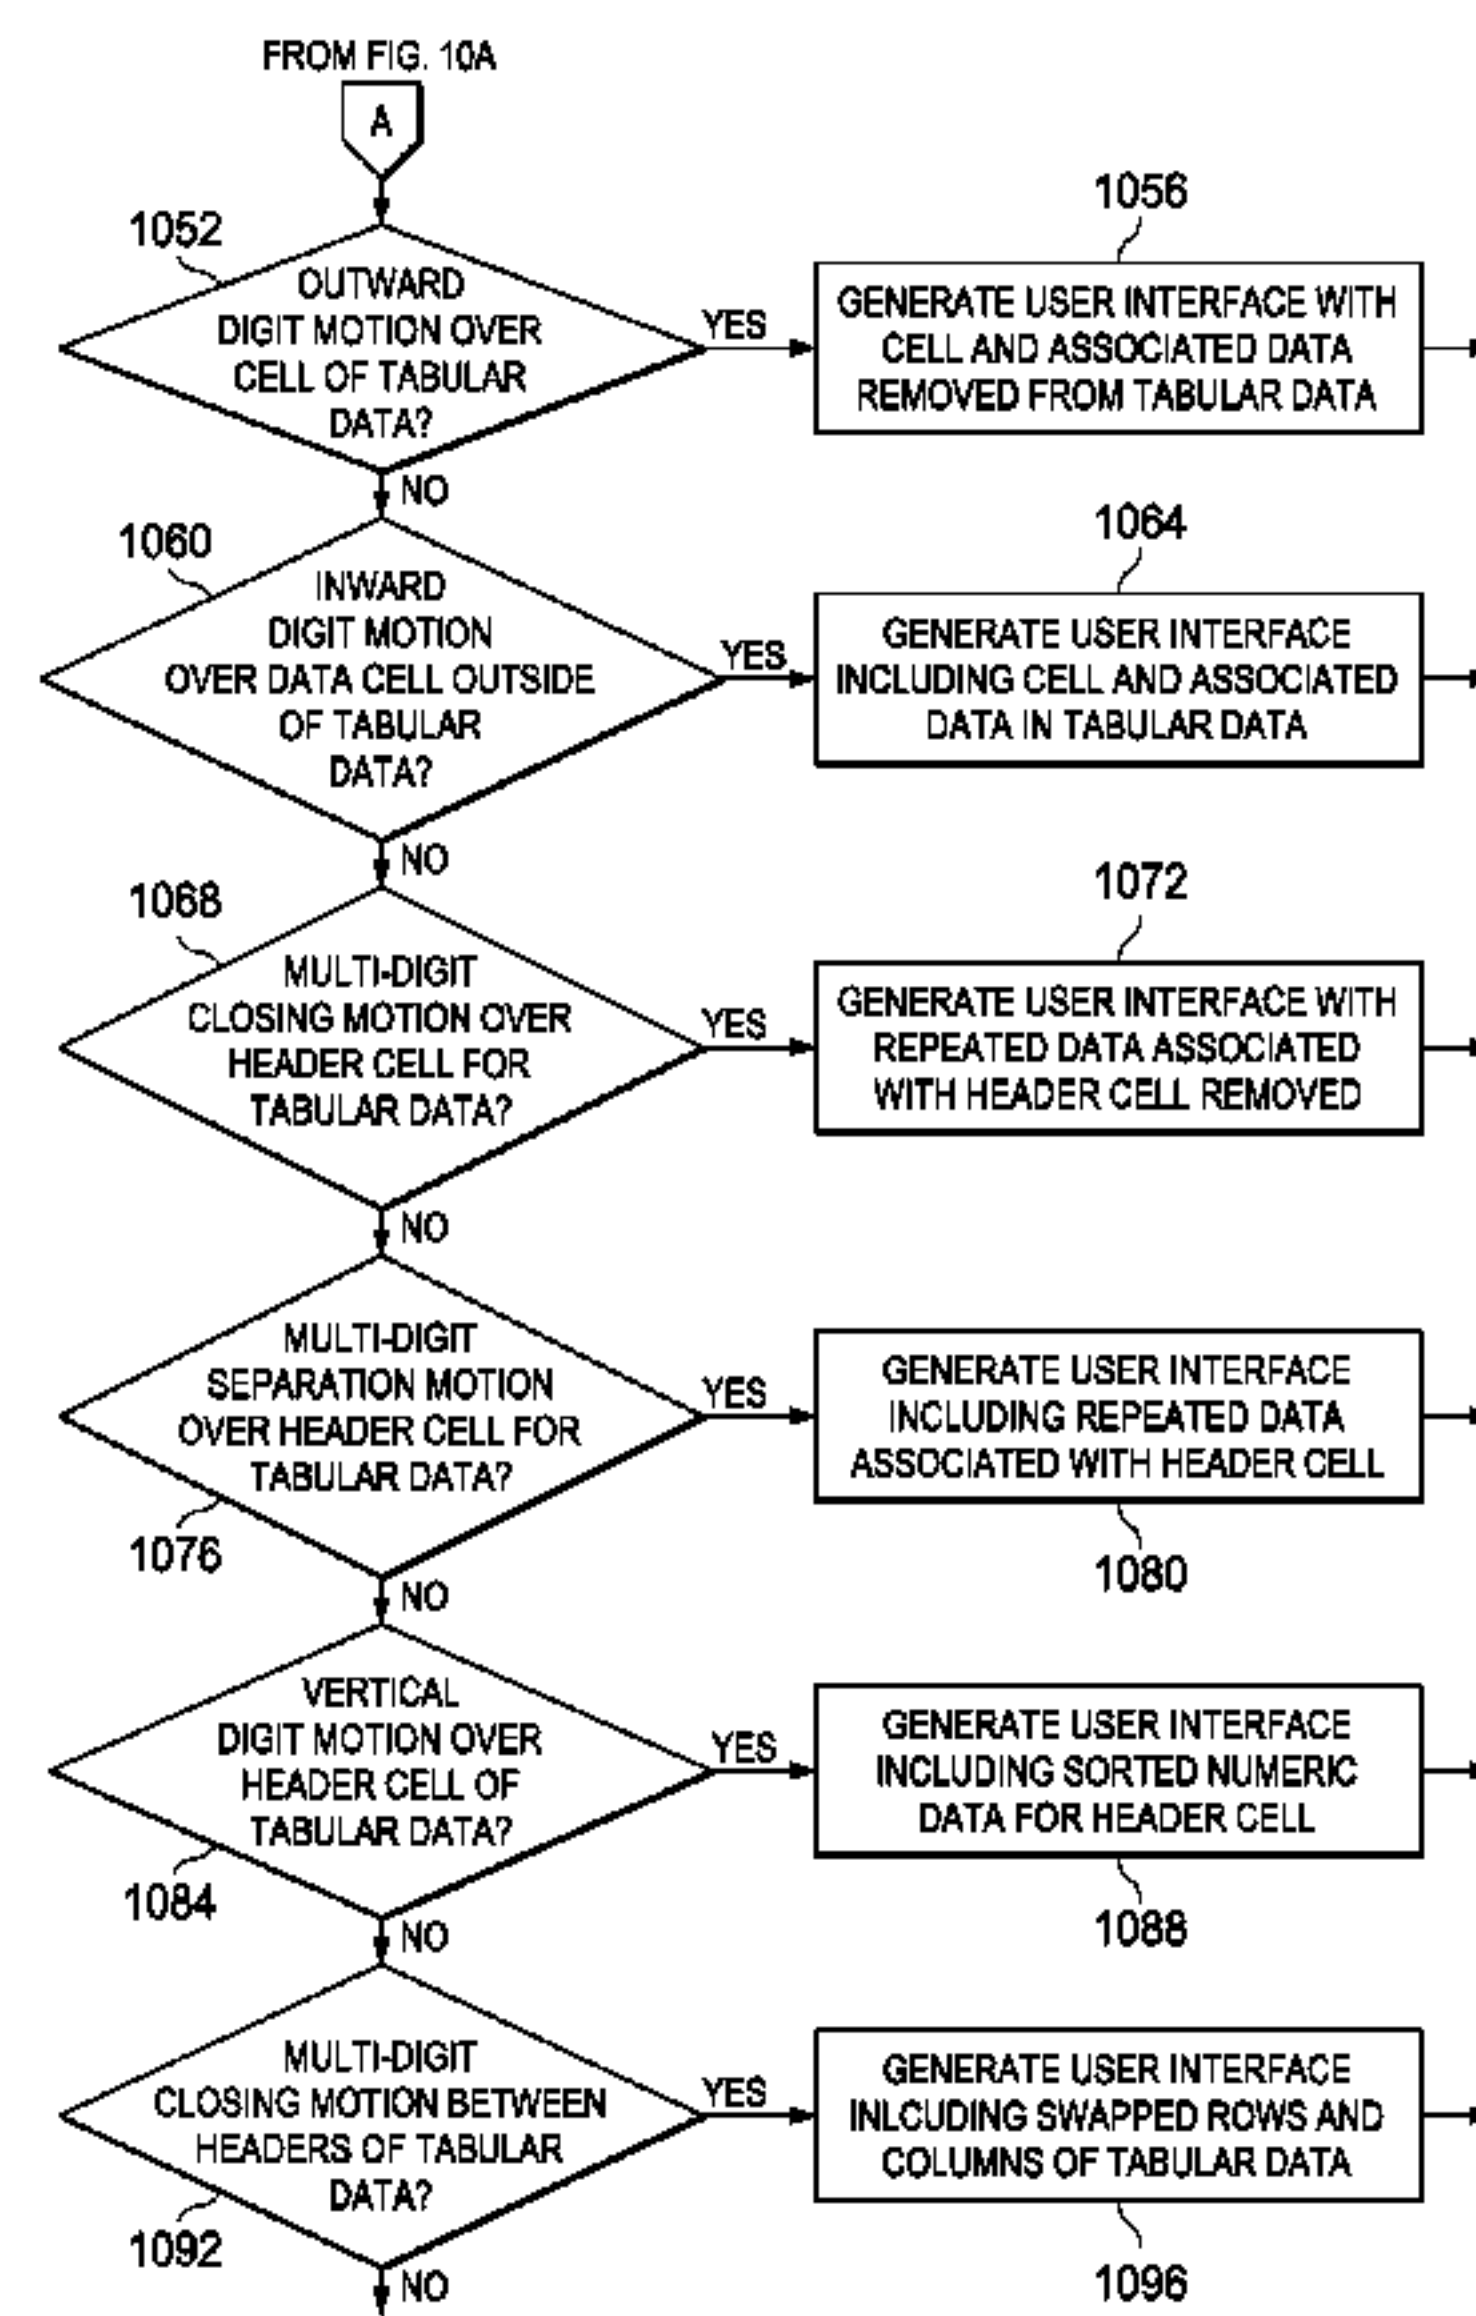 FROM FIG. 10A
A
1052
OUTWARD
DIGIT MOTION OVER
CELL OF TABULAR
DATA?
YES
NO
1056
GENERATE USER INTERFACE WITH
CELL AND ASSOCIATED DATA
REMOVED FROM TABULAR DATA
1060
INWARD
DIGIT MOTION
OVER DATA CELL OUTSIDE
OF TABULAR
DATA?
YES
NO
1064
GENERATE USER INTERFACE
INCLUDING CELL AND ASSOCIATED
DATA IN TABULAR DATA
1068
MULTI-DIGIT
CLOSING MOTION OVER
HEADER CELL FOR
TABULAR DATA?
YES
NO
1072
GENERATE USER INTERFACE WITH
REPEATED DATA ASSOCIATED
WITH HEADER CELL REMOVED
MULTI-DIGIT
SEPARATION MOTION
OVER HEADER CELL FOR
TABULAR DATA?
1076
YES
NO
GENERATE USER INTERFACE
INCLUDING REPEATED DATA
ASSOCIATED WITH HEADER CELL
1080
VERTICAL
DIGIT MOTION OVER
HEADER CELL OF
TABULAR DATA?
1084
YES
NO
GENERATE USER INTERFACE
INCLUDING SORTED NUMERIC
DATA FOR HEADER CELL
1088
MULTI-DIGIT
CLOSING MOTION BETWEEN
HEADERS OF TABULAR
DATA?
1092
YES
NO
GENERATE USER INTERFACE
INLCUDING SWAPPED ROWS AND
COLUMNS OF TABULAR DATA
1096